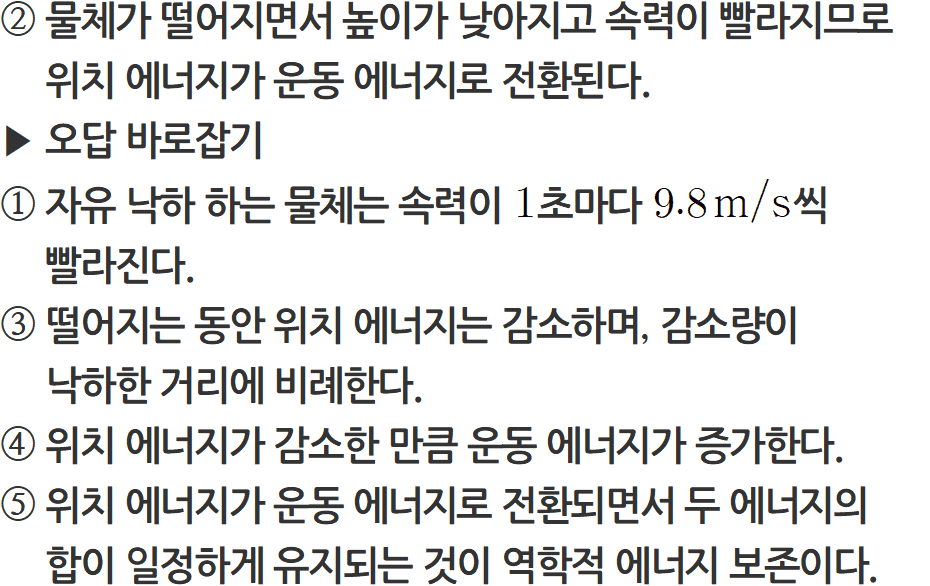 ② 물체가 떨어지면서 높이가 낮아지고 속력이 빨라지므로
위치 에너지가 운동 에너지로 전환된다.
▶ 오답 바로잡기
① 자유 낙하 하는 물체는 속력이 1초마다 9.8m/s씩
빨라진다.
③ 떨어지는 동안 위치 에너지는 감소하며, 감소량이
낙하한 거리에 비례한다.
④ 위치 에너지가 감소한 만큼 운동 에너지가 증가한다.
⑤ 위치 에너지가 운동 에너지로 전환되면서 두 에너지의
합이 일정하게 유지되는 것이 역학적 에너지 보존이다.